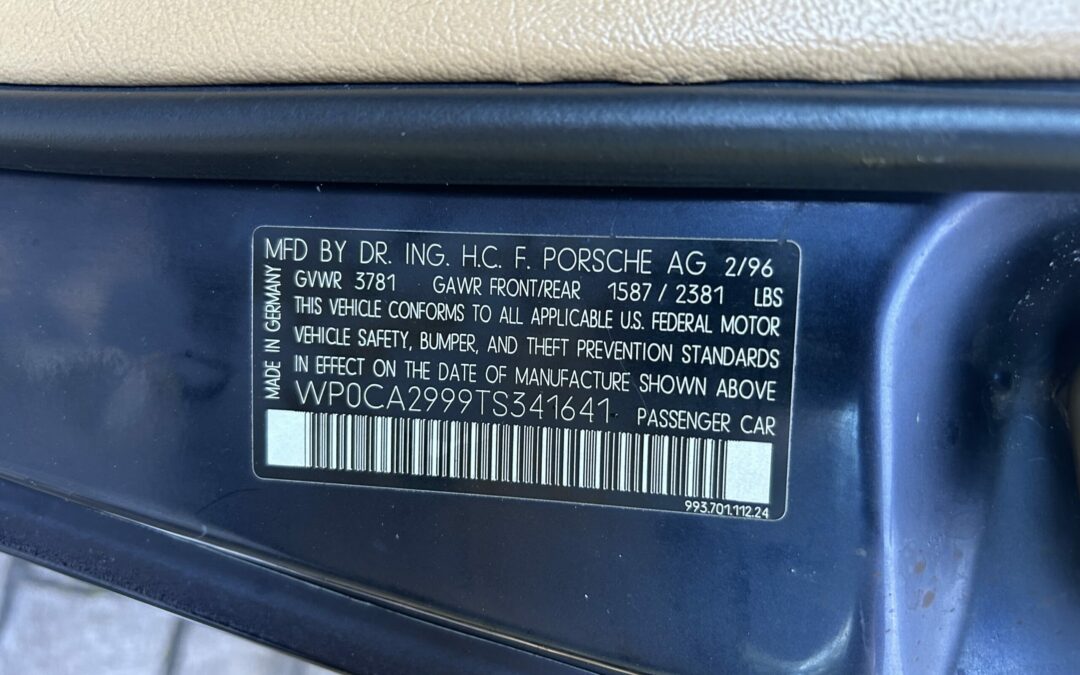 MFD BY DR. ING. H.C. F. PORSCHE AG 2/96
GVWR 3781 GAWR FRONT/REAR 1587 / 2381 LBS
THIS VEHICLE CONFORMS TO ALL APPLICABLE U.S. FEDERAL MOTOR
VEHICLE SAFETY, BUMPER, AND THEFT PREVENTION STANDARDS
IN EFFECT ON THE DATE OF MANUFACTURE SHOWN ABOVE
WP0CA2999TS341641 PASSENGER CAR
993.701.112.24
MADE IN GERMANY